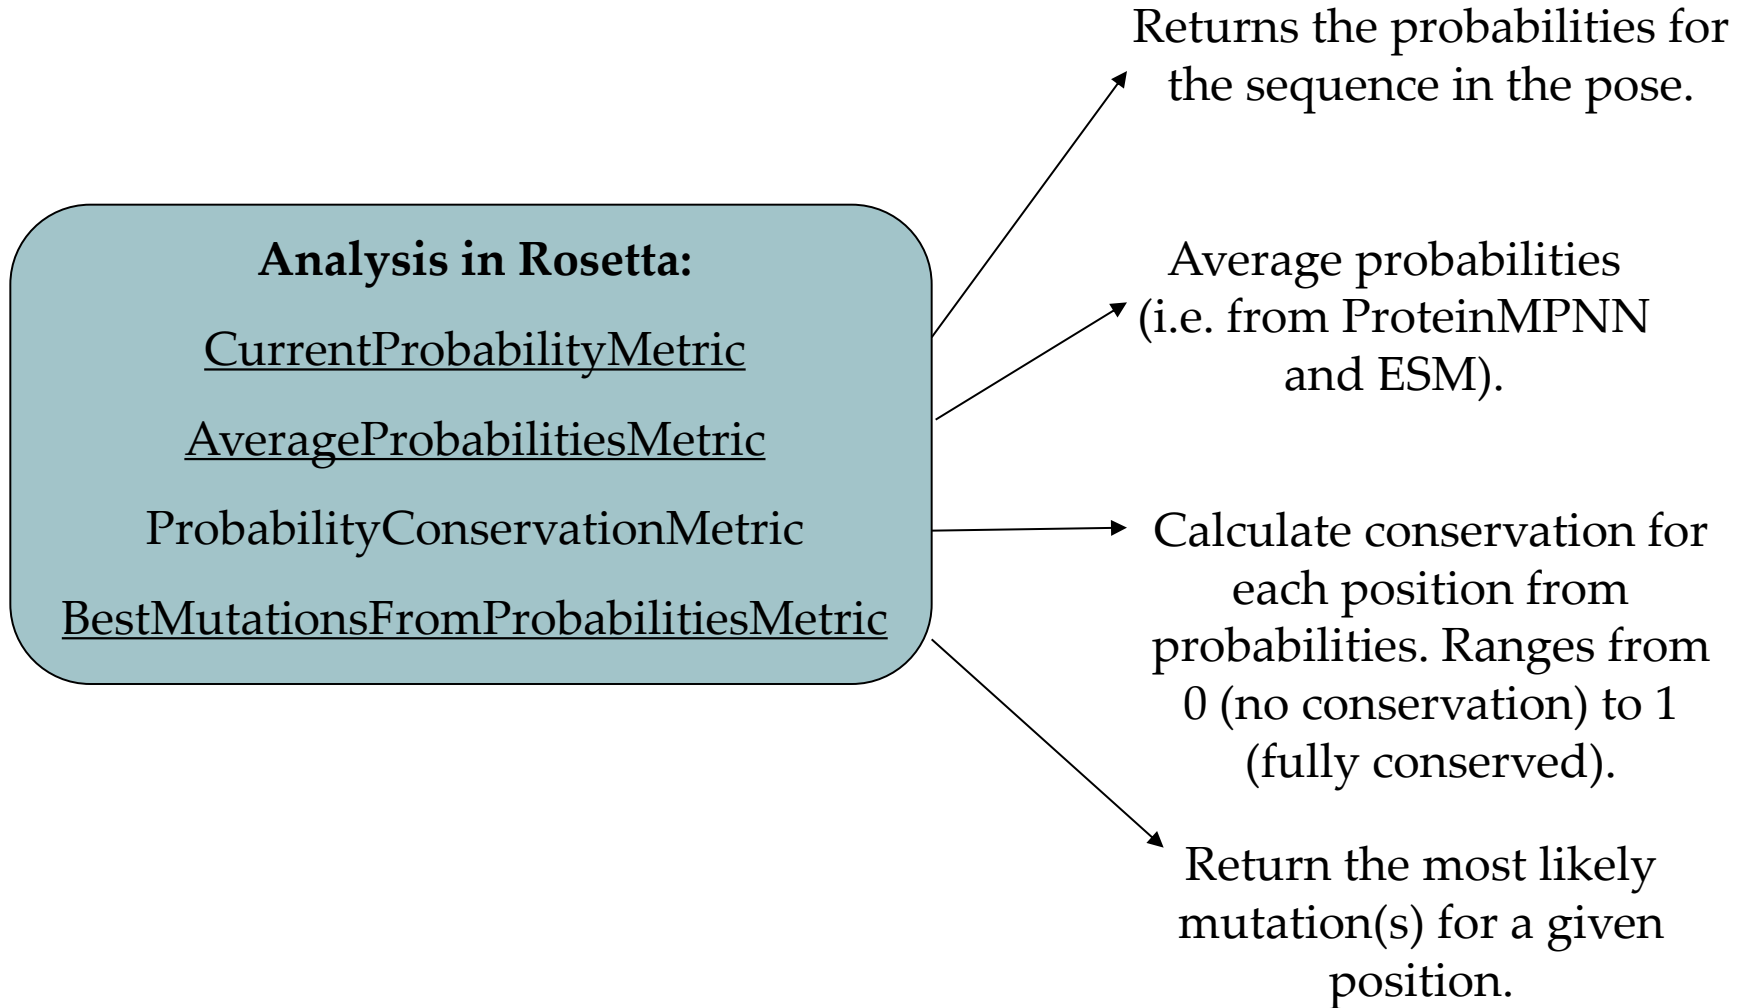 Analysis in Rosetta:
CurrentProbabilityMetric
AverageProbabilitiesMetric
ProbabilityConservationMetric
BestMutationsFromProbabilitiesMetric
Returns the probabilities for
the sequence in the pose.
Average probabilities
(i.e. from ProteinMPNN
and ESM).
Calculate conservation for
each position from
probabilities. Ranges from
0 (no conservation) to 1
(fully conserved).
Return the most likely
mutation(s) for a given
position.